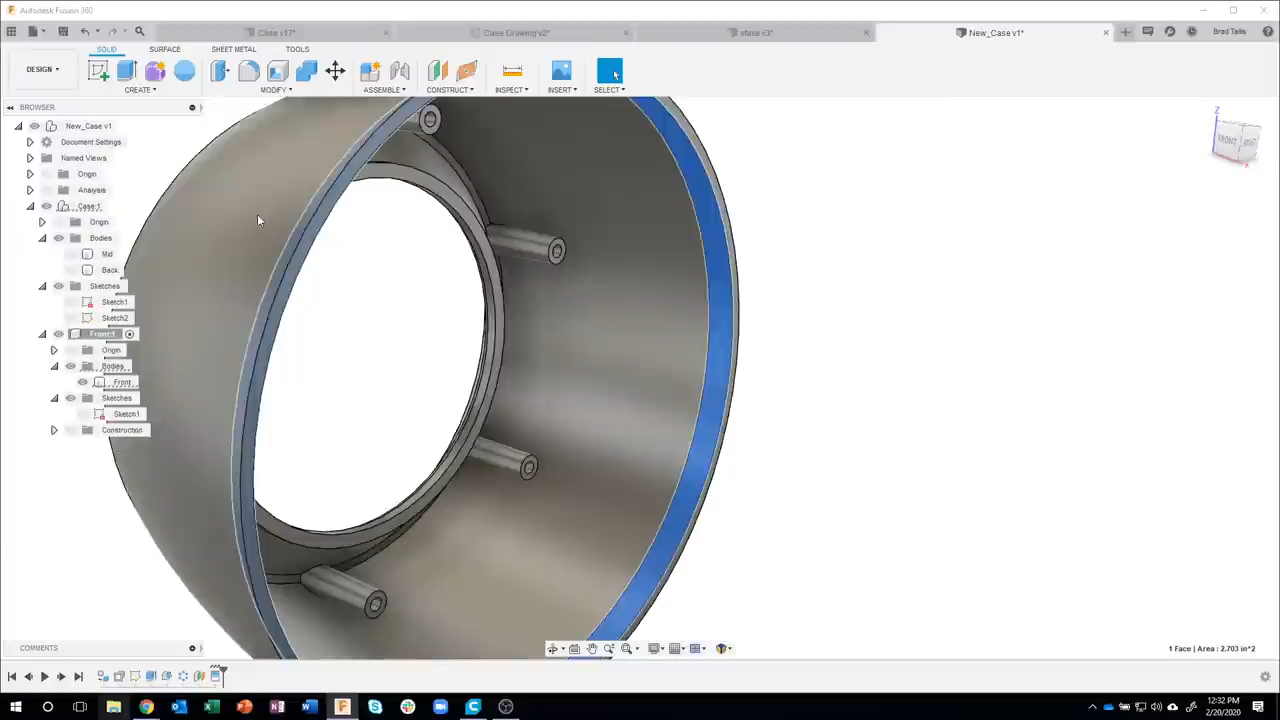 Autodesk Fusion 360
Case v17*
Case Drawing v2*
New_Case v1*
Brad Tallis
DESIGN
SOLID
SURFACE
SHEET METAL
TOOLS
CREATE
MODIFY
ASSEMBLE
CONSTRUCT
INSPECT
INSERT
SELECT
BROWSER
New_Case v1
Document Settings
Named Views
Origin
Analysis
Case:1
Origin
Bodies
Mid
Back
Sketches
Sketch1
Sketch2
Front:1
Origin
Bodies
Front
Sketches
Sketch1
Construction
Z
FRONT
RIGHT
COMMENTS
1 Face | Area : 2.703 in^2
12:32 PM
2/20/2020